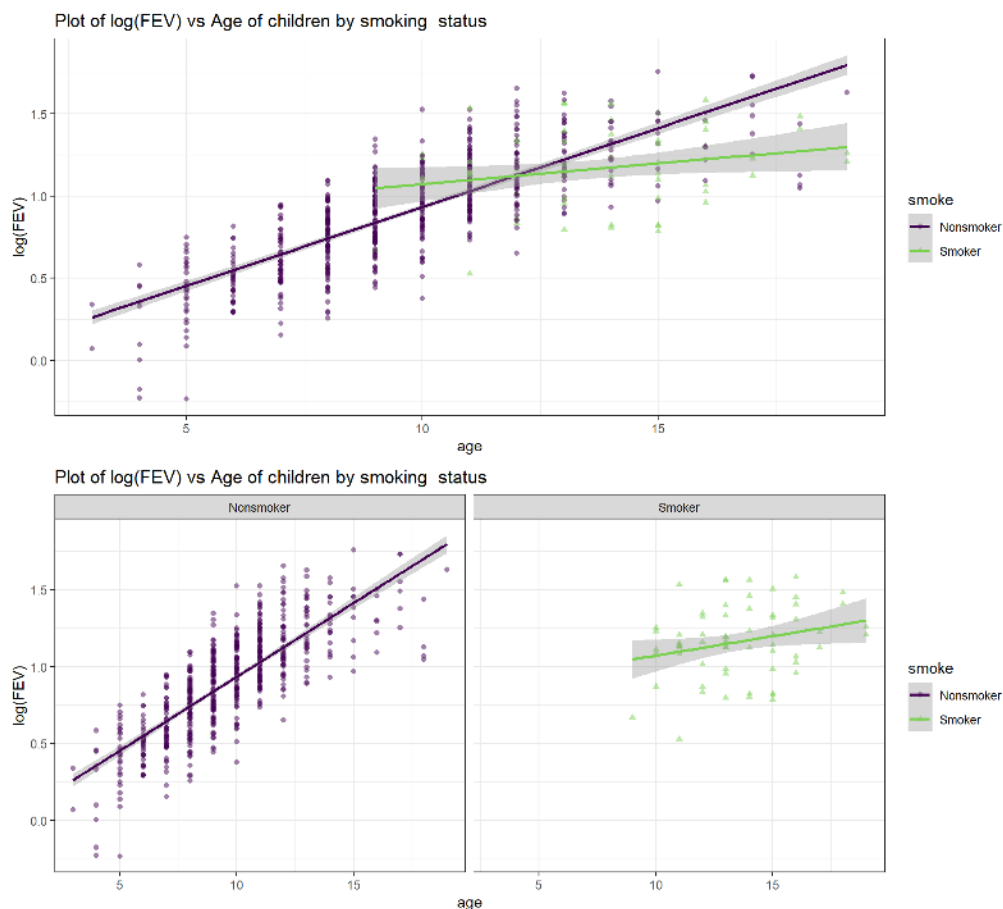 Plot of log(FEV) vs Age of children by smoking  status
1.5
1.0
0.5
0.0
log(FEV)
5
10
15
age
smoke
Nonsmoker
Smoker
Plot of log(FEV) vs Age of children by smoking  status
Nonsmoker
Smoker
1.5
1.0
0.5
0.0
log(FEV)
5
10
15
5
10
15
age
smoke
Nonsmoker
Smoker